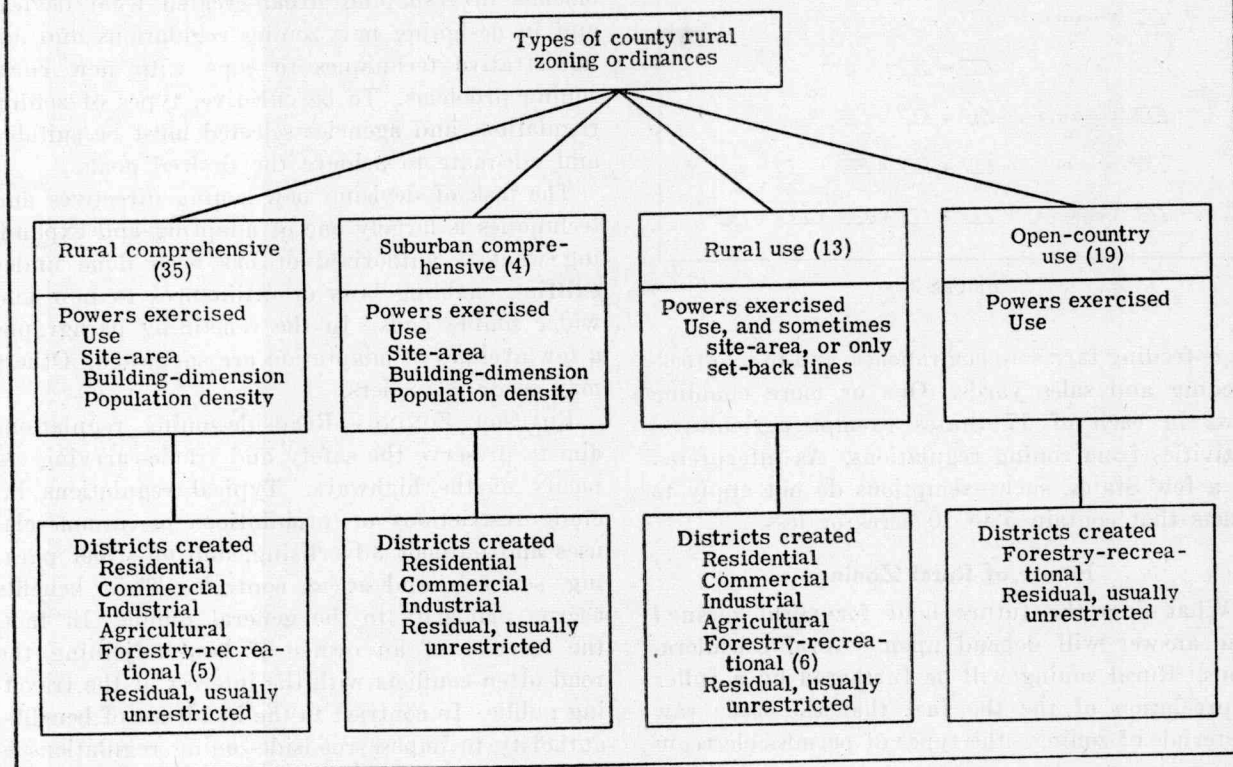 Types of county rural
zoning ordinances
Rural comprehensive
(35)
Powers exercised
Use
Site-area
Building-dimension
Population density
Districts created
Residential
Commercial
Industrial
Agricultural
Forestry-recrea-
tional (5)
Residual, usually
unrestricted
Suburban compre-
hensive (4)
Powers exercised
Use
Site-area
Building-dimension
Population density
Districts created
Residential
Commercial
Industrial
Residual, usually
unrestricted
Rural use (13)
Powers exercised
Use, and sometimes
site-area, or only
set-back lines
Districts created
Residential
Commercial
Industrial
Agricultural
Forestry-recrea-
tional (6)
Residual, usually
unrestricted
Open-country
use (19)
Powers exercised
Use
Districts created
Forestry-recrea-
tional
Residual, usually
unrestricted